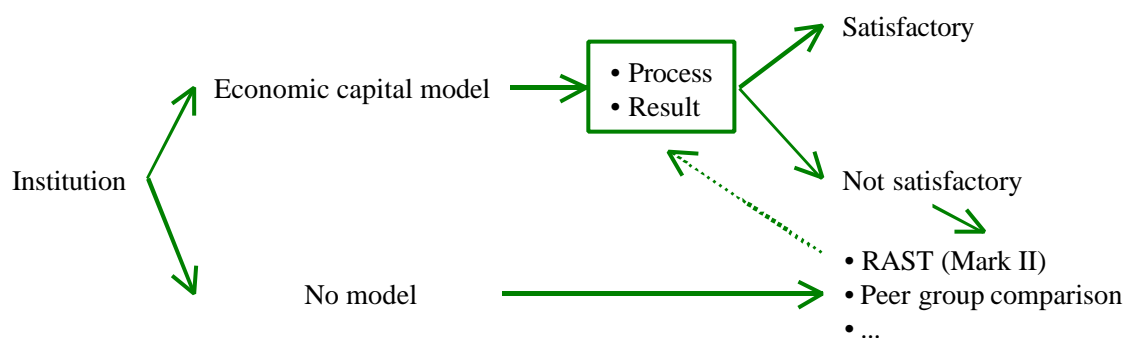 Satisfactory
• Process
Economic capital model
• Result
Institution
Not satisfactory
• RAST (Mark II)
No model
• Peer group comparison
• ...